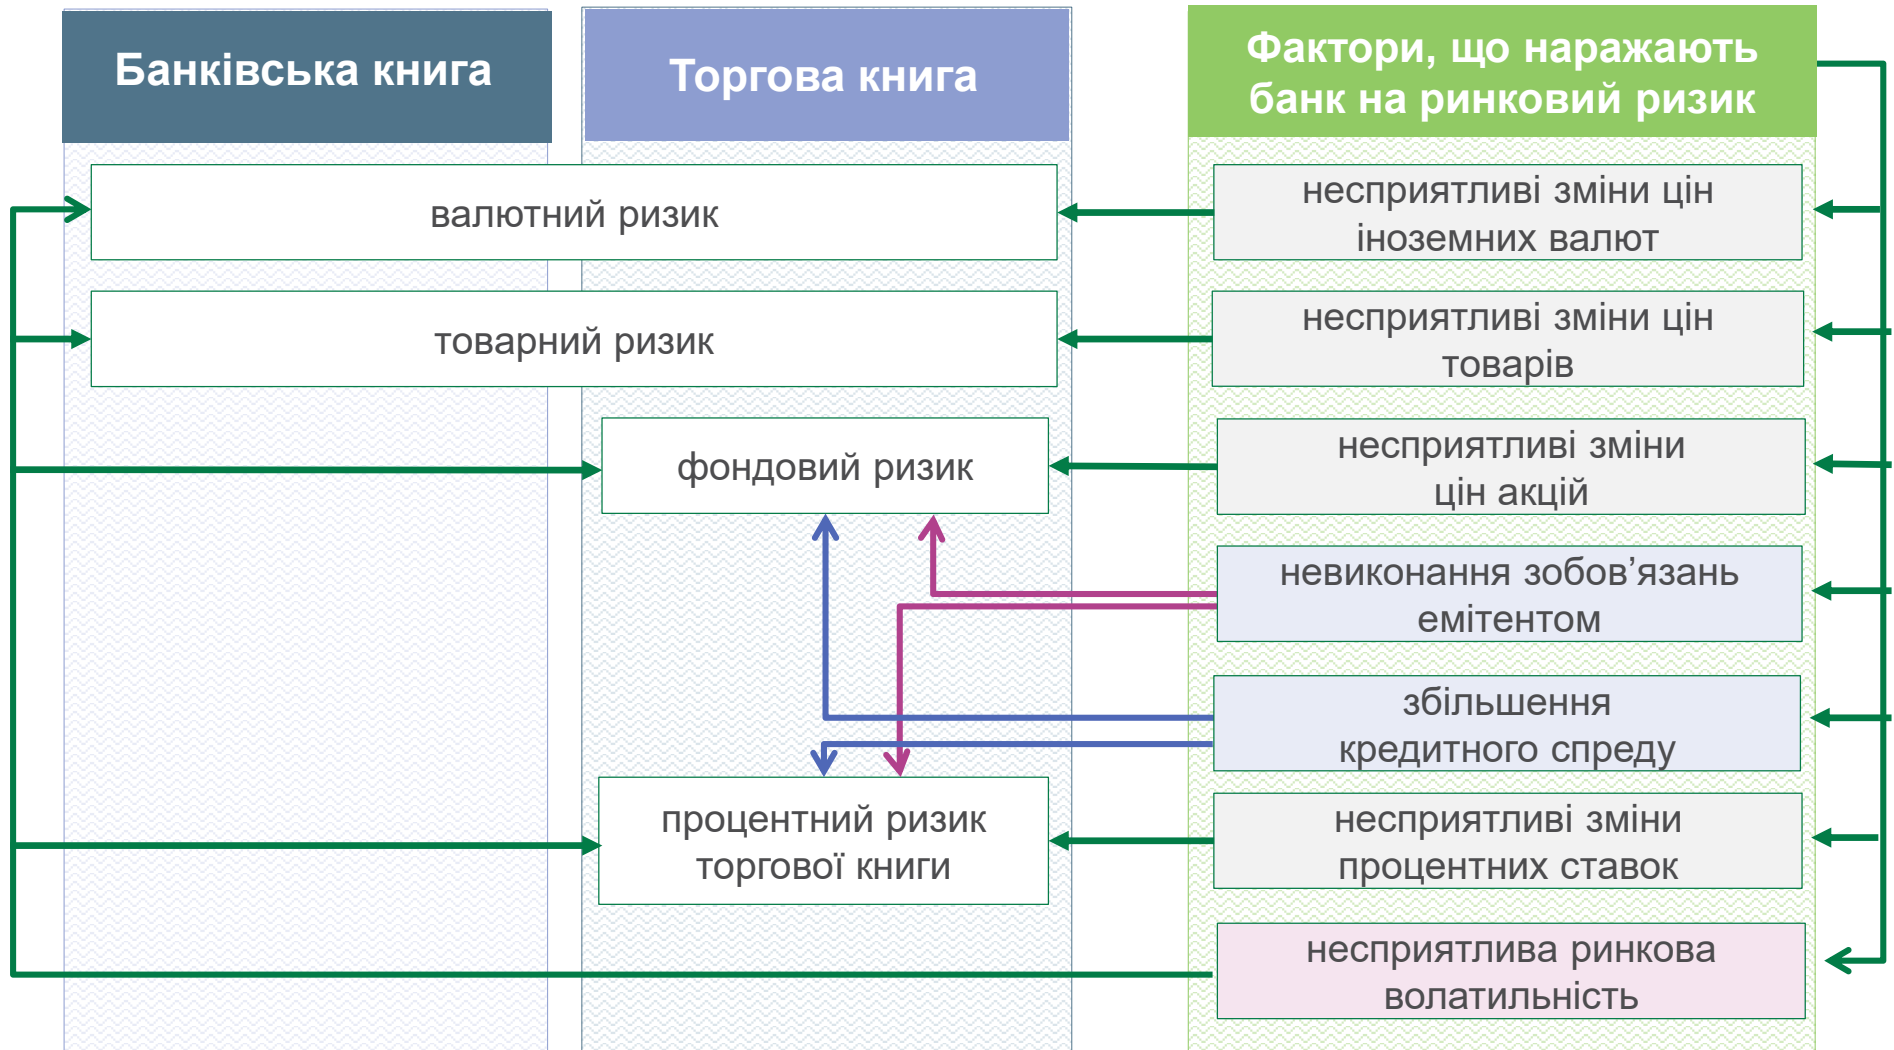 Банківська книга
Торгова книга
Фактори, що наражають
банк на ринковий ризик
валютний ризик
несприятливі зміни цін
іноземних валют
товарний ризик
несприятливі зміни цін
товарів
фондовий ризик
несприятливі зміни
цін акцій
невиконання зобов’язань
емітентом
збільшення
кредитного спреду
процентний ризик
торгової книги
несприятливі зміни
процентних ставок
несприятлива ринкова
волатильність